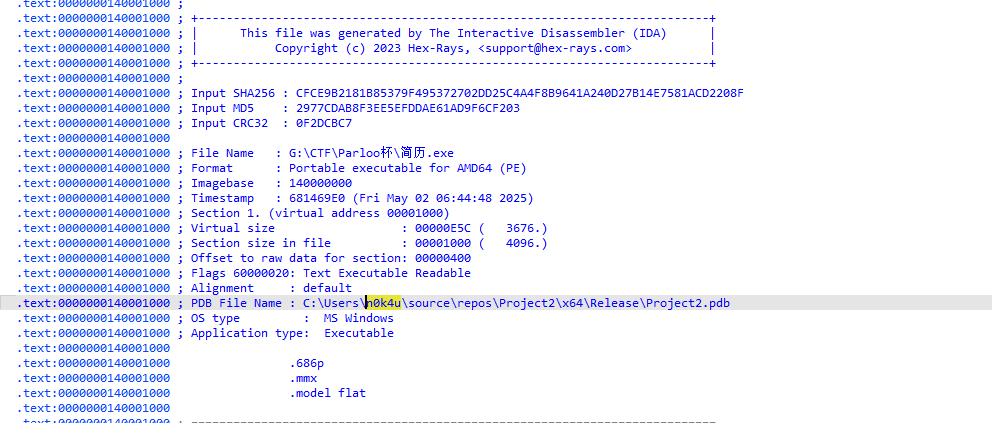 .text:0000000140001000 ;
.text:0000000140001000 ; +-------------------------------------------------------------------------+
.text:0000000140001000 ; |      This file was generated by The Interactive Disassembler (IDA)      |
.text:0000000140001000 ; |           Copyright (c) 2023 Hex-Rays, <support@hex-rays.com>           |
.text:0000000140001000 ; +-------------------------------------------------------------------------+
.text:0000000140001000 ;
.text:0000000140001000 ; Input SHA256 : CFCE9B2181B85379F495372702DD25C4A4F8B9641A240D27B14E7581ACD2208F
.text:0000000140001000 ; Input MD5    : 2977CDAB8F3EE5EFDDAE61AD9F6CF203
.text:0000000140001000 ; Input CRC32  : 0F2DCBC7
.text:0000000140001000
.text:0000000140001000 ; File Name   : G:\CTF\Parloo杯\简历.exe
.text:0000000140001000 ; Format      : Portable executable for AMD64 (PE)
.text:0000000140001000 ; Imagebase   : 140000000
.text:0000000140001000 ; Timestamp   : 681469E0 (Fri May 02 06:44:48 2025)
.text:0000000140001000 ; Section 1. (virtual address 00001000)
.text:0000000140001000 ; Virtual size                  : 00000E5C (   3676.)
.text:0000000140001000 ; Section size in file          : 00001000 (   4096.)
.text:0000000140001000 ; Offset to raw data for section: 00000400
.text:0000000140001000 ; Flags 60000020: Text Executable Readable
.text:0000000140001000 ; Alignment     : default
.text:0000000140001000 ; PDB File Name : C:\Users\n0k4u\source\repos\Project2\x64\Release\Project2.pdb
.text:0000000140001000 ; OS type         :  MS Windows
.text:0000000140001000 ; Application type:  Executable
.text:0000000140001000
.text:0000000140001000                 .686p
.text:0000000140001000                 .mmx
.text:0000000140001000                 .model flat
.text:0000000140001000
.text:0000000140001000 ; ---------------------------------------------------------------------------